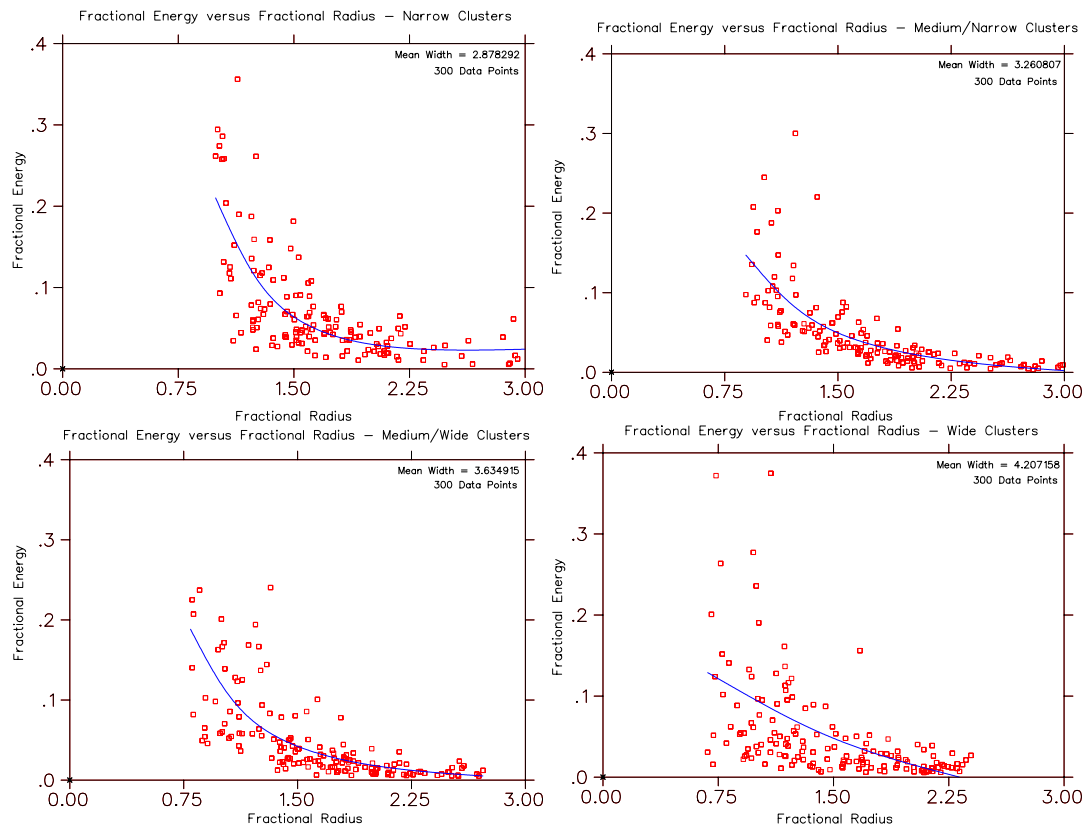 Fractional Energy versus Fractional Radius – Narrow Clusters
Mean Width = 2.878292
300 Data Points
.4
.3
.2
.1
.0
Fractional Energy
0.00 0.75 1.50 2.25 3.00
Fractional Radius
Fractional Energy versus Fractional Radius – Medium/Narrow Clusters
Mean Width = 3.260807
300 Data Points
.4
.3
.2
.1
.0
Fractional Energy
0.00 0.75 1.50 2.25 3.00
Fractional Radius
Fractional Energy versus Fractional Radius – Medium/Wide Clusters
Mean Width = 3.634915
300 Data Points
.4
.3
.2
.1
.0
Fractional Energy
0.00 0.75 1.50 2.25 3.00
Fractional Radius
Fractional Energy versus Fractional Radius – Wide Clusters
Mean Width = 4.207158
300 Data Points
.4
.3
.2
.1
.0
Fractional Energy
0.00 0.75 1.50 2.25 3.00
Fractional Radius